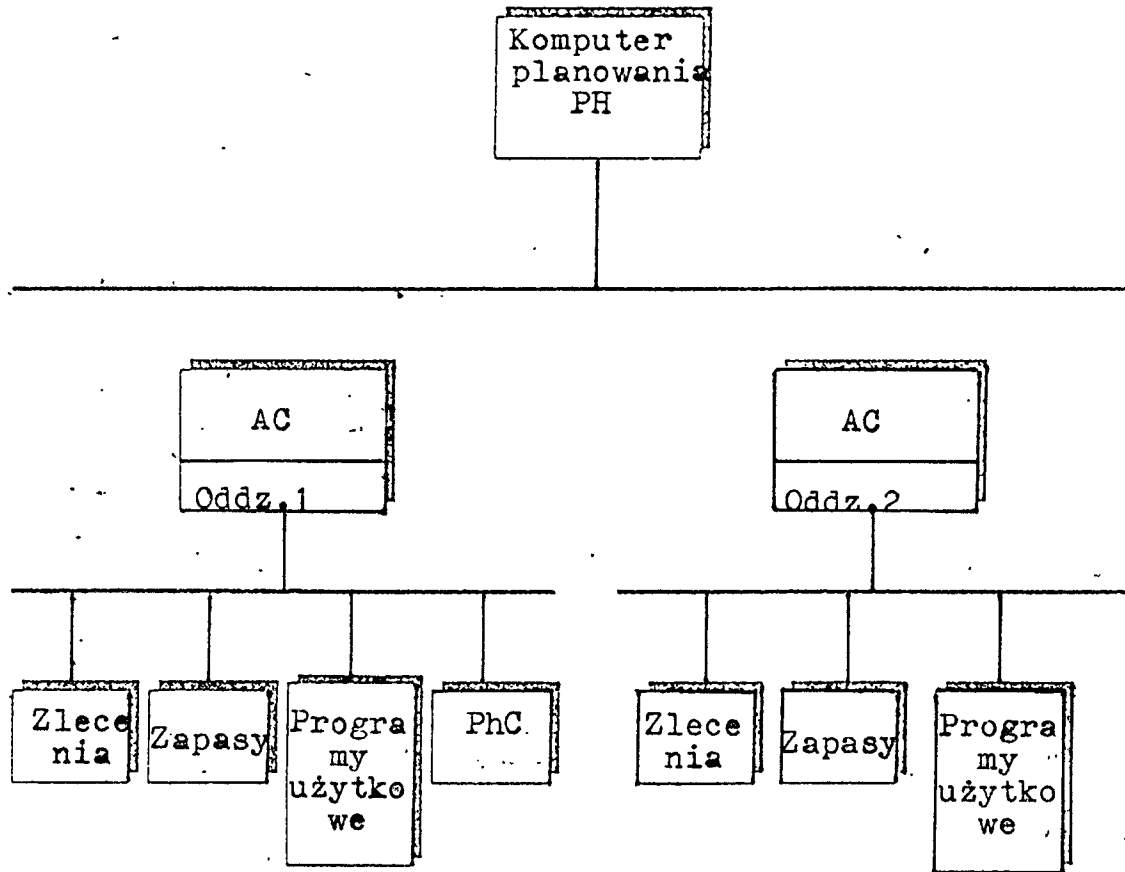 Komputer
planowania
PH
AC
Oddz.1
AC
Oddz.2
Zlece
nia
Zapasy
Progra
my
użytko
we
PhC
Zlece
nia
Zapasy
Progra
my
użytko
we